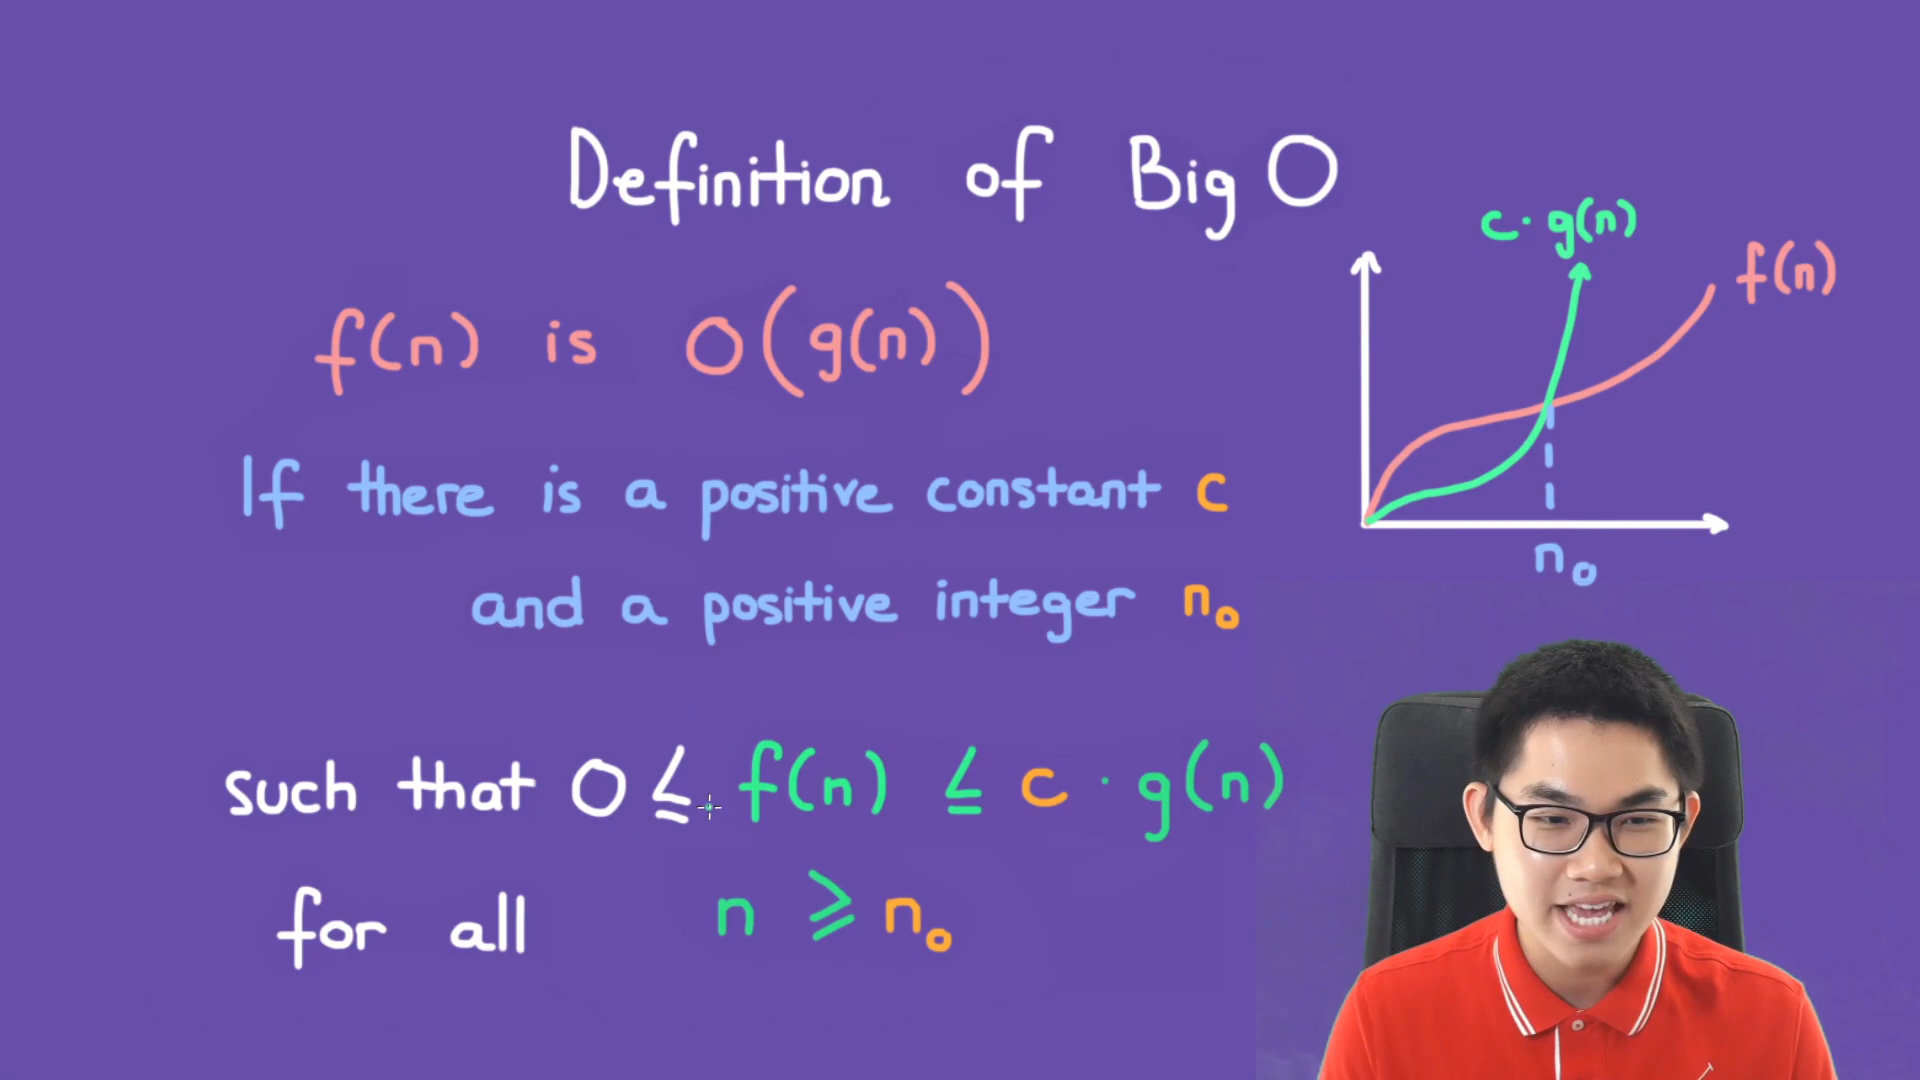 Definition of Big O
f(n) is O(g(n))
If there is a positive constant c
and a positive integer n₀
such that 0 ≤ f(n) ≤ c · g(n)
for all n ≥ n₀
c · g(n)
f(n)
n₀